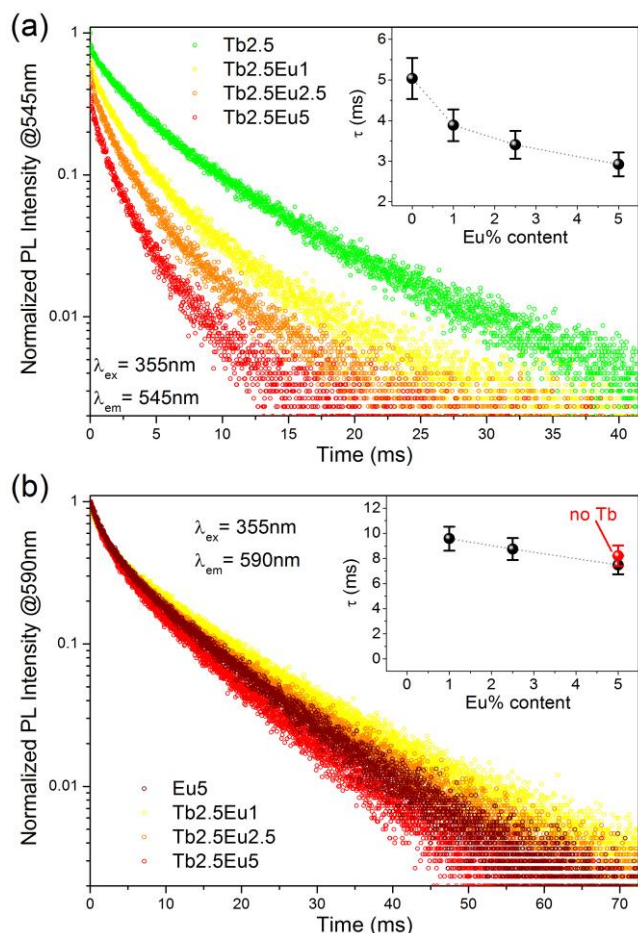 (a)
Normalized PL Intensity @545nm
1
0.1
0.01
Tb2.5
Tb2.5Eu1
Tb2.5Eu2.5
Tb2.5Eu5
λex= 355nm
λem= 545nm
0 5 10 15 20 25 30 35 40
Time (ms)
τ (ms)
6
5
4
3
2
1
0
0 1 2 3 4 5
Eu% content
(b)
Normalized PL Intensity @590nm
1
0.1
0.01
λex= 355nm
λem= 590nm
Eu5
Tb2.5Eu1
Tb2.5Eu2.5
Tb2.5Eu5
0 10 20 30 40 50 60 70
Time (ms)
τ (ms)
12
10
8
6
4
2
0
no Tb
0 1 2 3 4 5
Eu% content